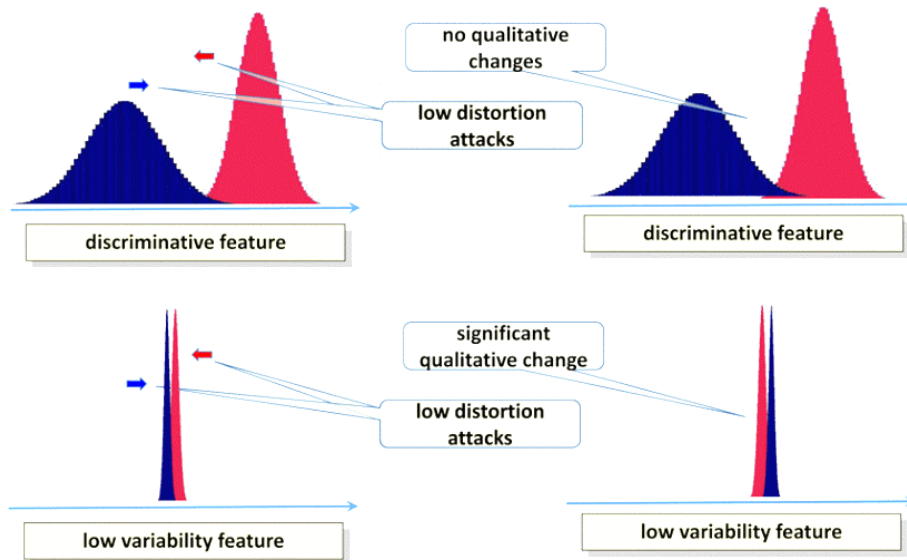 no qualitative
changes
low distortion
attacks
discriminative feature
discriminative feature
significant
qualitative change
low distortion
attacks
low variability feature
low variability feature